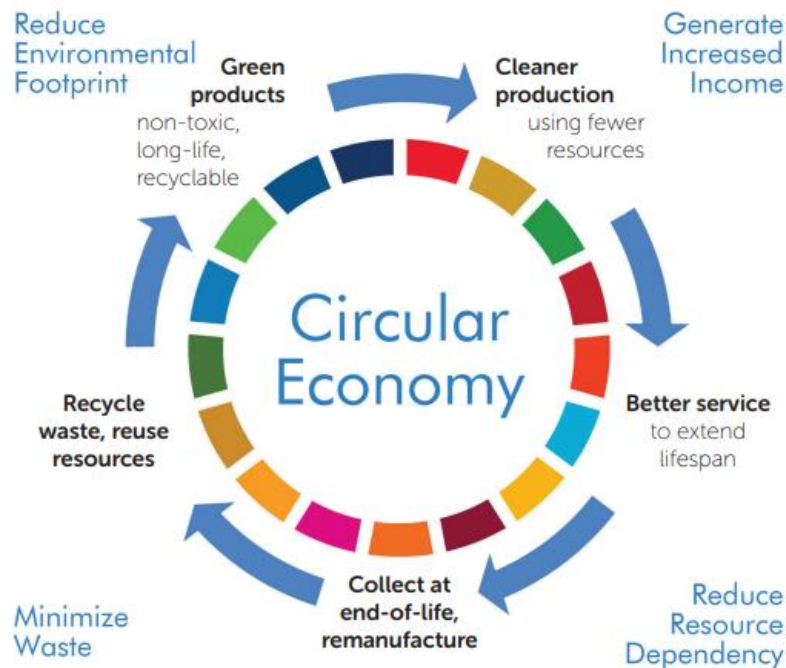 Reduce
Environmental
Footprint
Generate
Increased
Income
Green
products
non-toxic,
long-life,
recyclable
Cleaner
production
using fewer
resources
Circular
Economy
Better service
to extend
lifespan
Recycle
waste, reuse
resources
Collect at
end-of-life,
remanufacture
Minimize
Waste
Reduce
Resource
Dependency